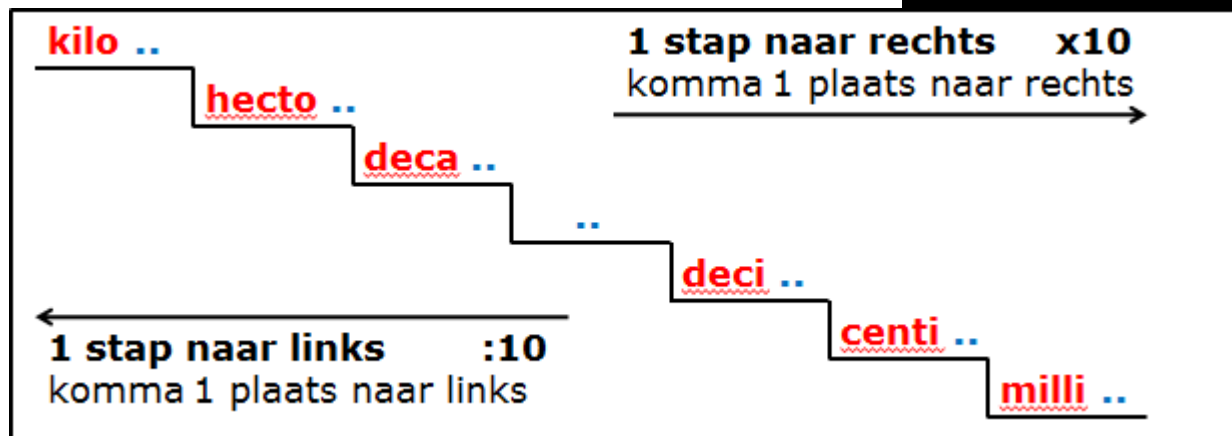 kilo ..
1 stap naar rechts x10
komma 1 plaats naar rechts
hecto ..
deca ..
..
deci ..
1 stap naar links :10
komma 1 plaats naar links
centi ..
milli ..